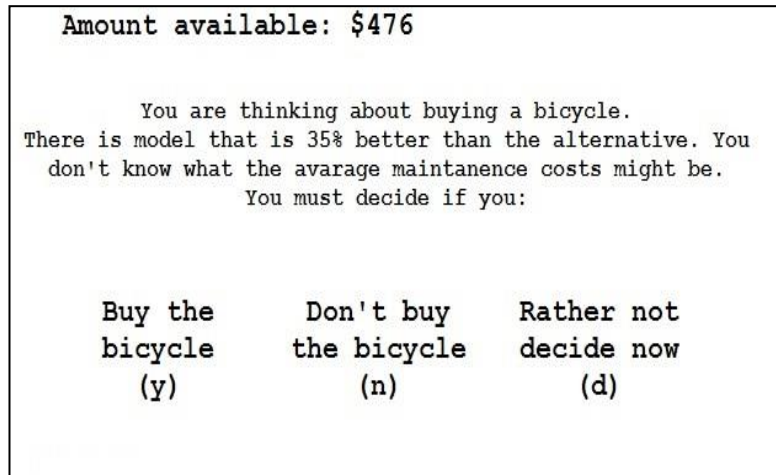 Amount available: $476
You are thinking about buying a bicycle.
There is model that is 35% better than the alternative. You
don't know what the avarage maintanence costs might be.
You must decide if you:
Buy the Don't buy Rather not
bicycle the bicycle decide now
(y) (n) (d)